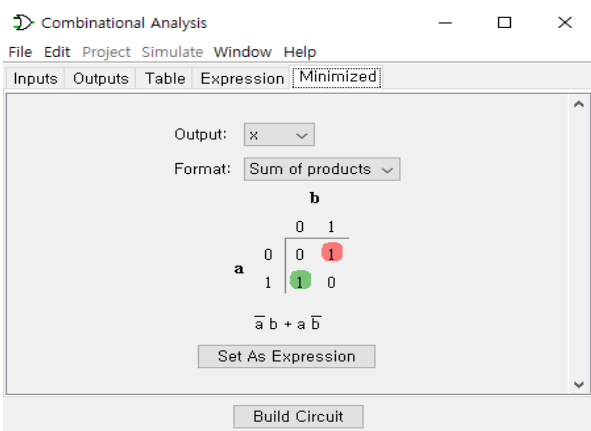 Combinational Analysis
File Edit Project Simulate Window Help
Inputs Outputs Table Expression Minimized
Output: x
Format: Sum of products
b
0 1
0 0 1
a
1 1 0
a̅ b + a b̅
Set As Expression
Build Circuit